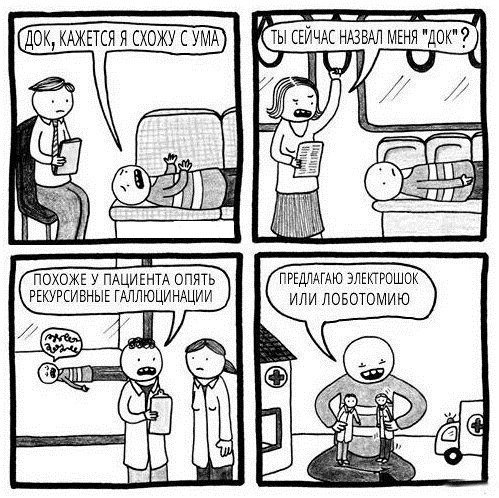 ДОК, КАЖЕТСЯ Я СХОЖУ С УМА
ТЫ СЕЙЧАС НАЗВАЛ МЕНЯ "ДОК"?
ПОХОЖЕ У ПАЦИЕНТА ОПЯТЬ
РЕКУРСИВНЫЕ ГАЛЛЮЦИНАЦИИ
ПРЕДЛАГАЮ ЭЛЕКТРОШОК
ИЛИ ЛОБОТОМИЮ